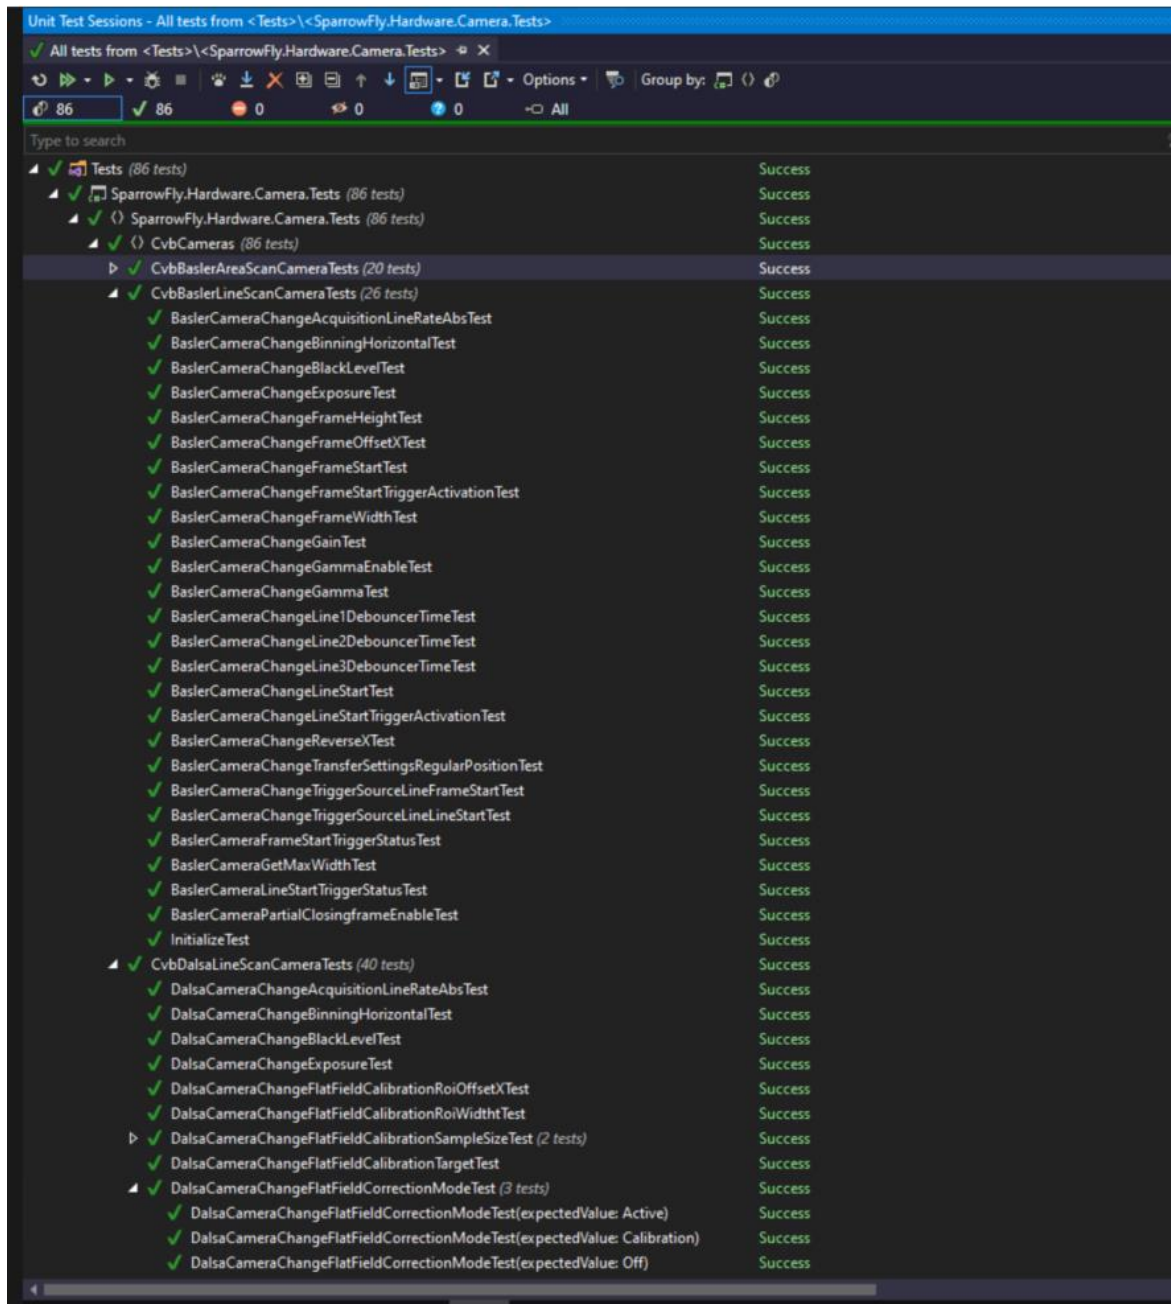 Unit Test Sessions - All tests from <Tests>\<SparrowFly.Hardware.Camera.Tests>
All tests from <Tests>\<SparrowFly.Hardware.Camera.Tests>
Options Group by:
86 86 0 0 0 All
Type to search
Tests (86 tests) Success
SparrowFly.Hardware.Camera.Tests (86 tests) Success
SparrowFly.Hardware.Camera.Tests (86 tests) Success
CvbCameras (86 tests) Success
CvbBaslerAreaScanCameraTests (20 tests) Success
CvbBaslerLineScanCameraTests (26 tests) Success
BaslerCameraChangeAcquisitionLineRateAbsTest Success
BaslerCameraChangeBinningHorizontalTest Success
BaslerCameraChangeBlackLevelTest Success
BaslerCameraChangeExposureTest Success
BaslerCameraChangeFrameHeightTest Success
BaslerCameraChangeFrameOffsetXTest Success
BaslerCameraChangeFrameStartTest Success
BaslerCameraChangeFrameStartTriggerActivationTest Success
BaslerCameraChangeFrameWidthTest Success
BaslerCameraChangeGainTest Success
BaslerCameraChangeGammaEnableTest Success
BaslerCameraChangeGammaTest Success
BaslerCameraChangeLine1DebouncerTimeTest Success
BaslerCameraChangeLine2DebouncerTimeTest Success
BaslerCameraChangeLine3DebouncerTimeTest Success
BaslerCameraChangeLineStartTest Success
BaslerCameraChangeLineStartTriggerActivationTest Success
BaslerCameraChangeReverseXTest Success
BaslerCameraChangeTransferSettingsRegularPositionTest Success
BaslerCameraChangeTriggerSourceLineFrameStartTest Success
BaslerCameraChangeTriggerSourceLineLineStartTest Success
BaslerCameraFrameStartTriggerStatusTest Success
BaslerCameraGetMaxWidthTest Success
BaslerCameraLineStartTriggerStatusTest Success
BaslerCameraPartialClosingframeEnableTest Success
InitializeTest Success
CvbDalsaLineScanCameraTests (40 tests) Success
DalsaCameraChangeAcquisitionLineRateAbsTest Success
DalsaCameraChangeBinningHorizontalTest Success
DalsaCameraChangeBlackLevelTest Success
DalsaCameraChangeExposureTest Success
DalsaCameraChangeFlatFieldCalibrationRoiOffsetXTest Success
DalsaCameraChangeFlatFieldCalibrationRoiWidthtTest Success
DalsaCameraChangeFlatFieldCalibrationSampleSizeTest (2 tests) Success
DalsaCameraChangeFlatFieldCalibrationTargetTest Success
DalsaCameraChangeFlatFieldCorrectionModeTest (3 tests) Success
DalsaCameraChangeFlatFieldCorrectionModeTest(expectedValue: Active) Success
DalsaCameraChangeFlatFieldCorrectionModeTest(expectedValue: Calibration) Success
DalsaCameraChangeFlatFieldCorrectionModeTest(expectedValue: Off) Success